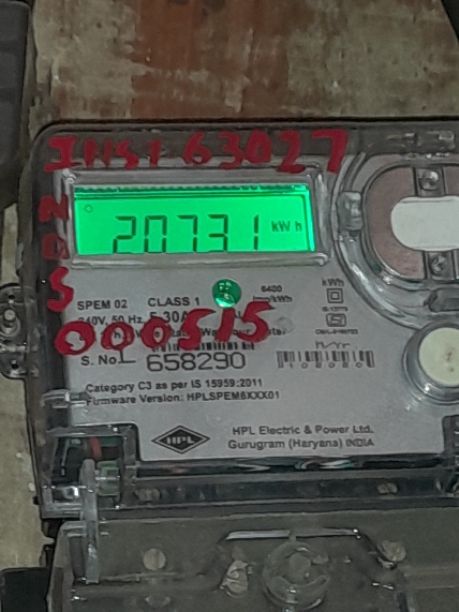 INST 63027
20731 kWh
N
B
S
SPEM 02 CLASS 1
6400
imp/kWh
kWh
240V, 50 Hz, 5-30A
000515
S. No. 658290
Category C3 as per IS 15959:2011
Firmware Version: HPLSPEM6XXX01
HPL
HPL Electric & Power Ltd.
Gurugram (Haryana) INDIA